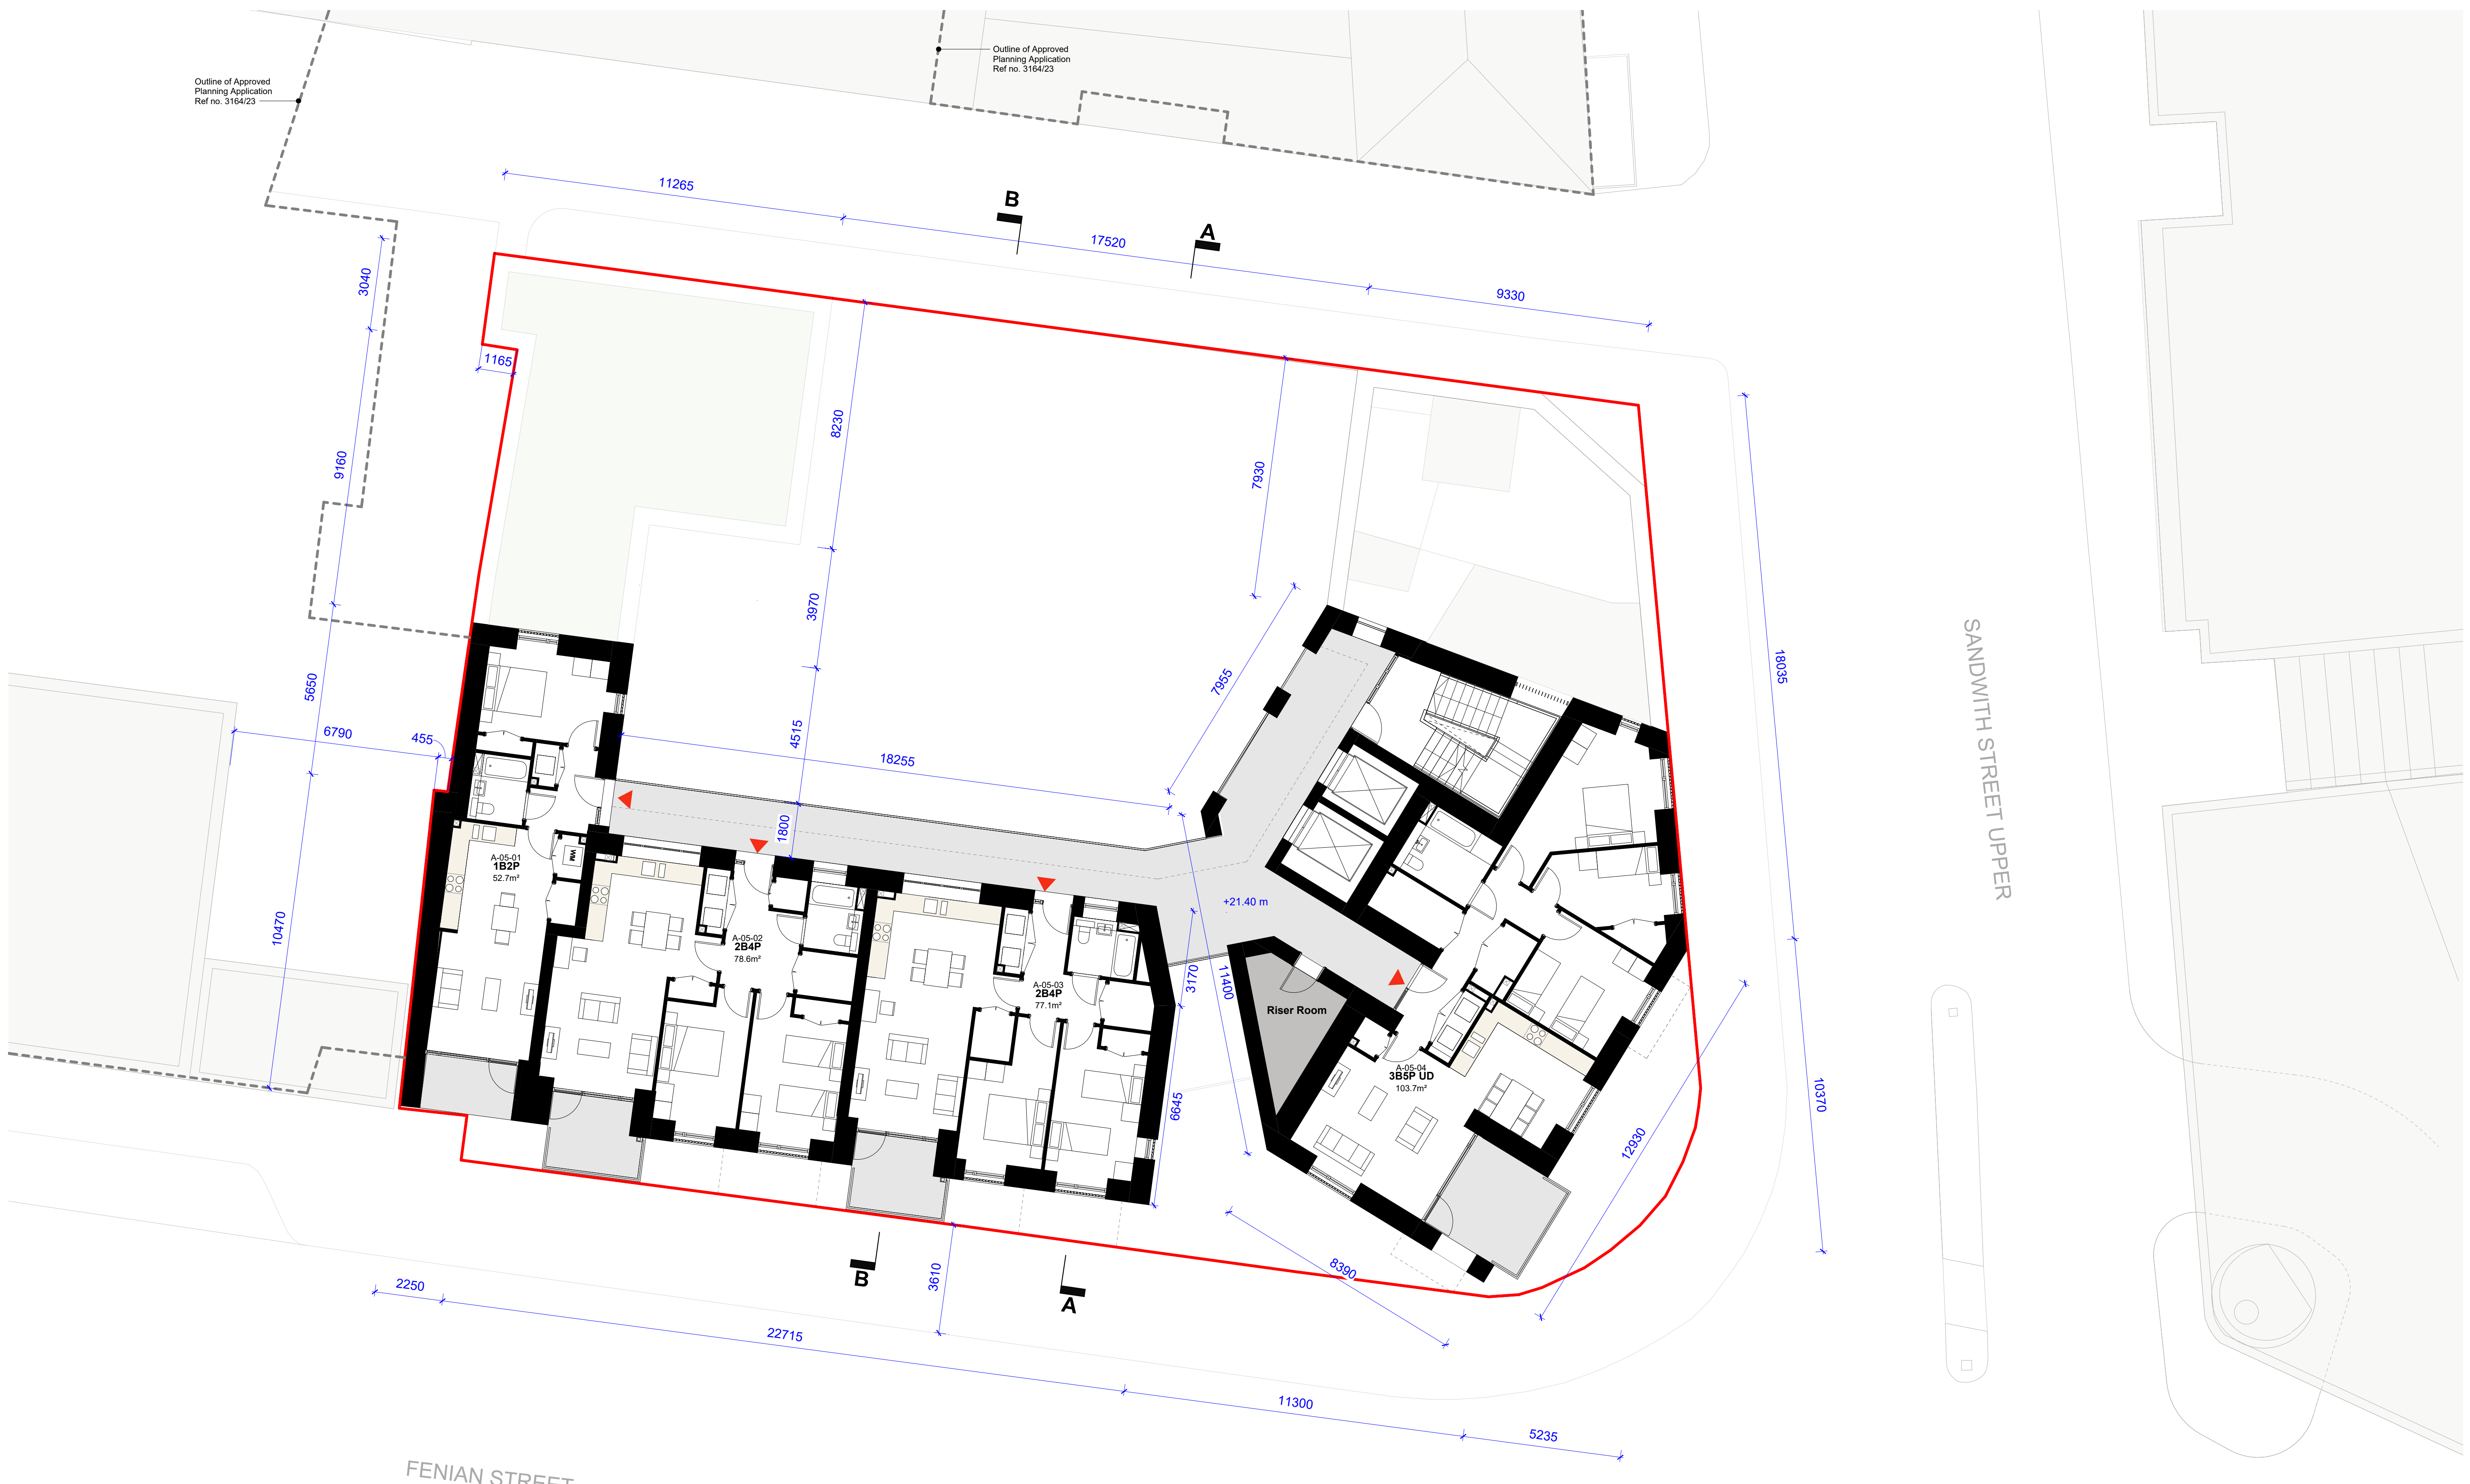 Outline of Approved
Planning Application
Ref no. 3164/23
Outline of Approved
Planning Application
Ref no. 3164/23
11265
B
A
17520
9330
3040
1165
9160
8230
7930
3970
5650
6790
455
4515
18255
7955
18035
SANDWITH STREET UPPER
1800
10470
A-05-01
1B2P
52.7m²
WM
A-05-02
2B4P
78.6m²
A-05-03
2B4P
77.1m²
+21.40 m
3170
11400
Riser Room
A-05-04
3B5P UD
103.7m²
6645
10370
12930
B
A
3610
8390
2250
22715
11300
5235
FENIAN STREET